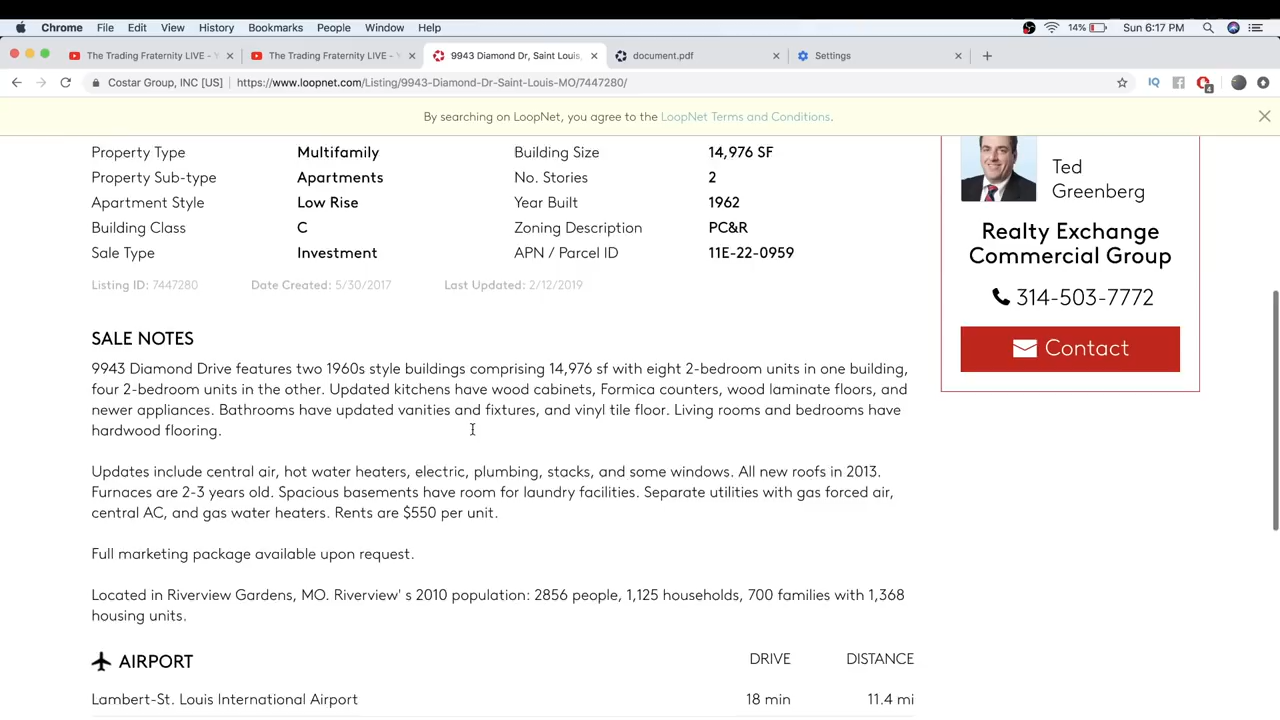 Chrome File Edit View History Bookmarks People Window Help 14% Sun 6:17 PM
The Trading Fraternity LIVE - Y The Trading Fraternity LIVE - Y 9943 Diamond Dr, Saint Louis, document.pdf Settings
Costar Group, INC [US] https://www.loopnet.com/Listing/9943-Diamond-Dr-Saint-Louis-MO/7447280/ IQ 4
By searching on LoopNet, you agree to the LoopNet Terms and Conditions.
Property Type Multifamily Building Size 14,976 SF
Property Sub-type Apartments No. Stories 2
Apartment Style Low Rise Year Built 1962
Building Class C Zoning Description PC&R
Sale Type Investment APN / Parcel ID 11E-22-0959
Listing ID: 7447280 Date Created: 5/30/2017 Last Updated: 2/12/2019
Ted
Greenberg
Realty Exchange
Commercial Group
314-503-7772
Contact
SALE NOTES
9943 Diamond Drive features two 1960s style buildings comprising 14,976 sf with eight 2-bedroom units in one building,
four 2-bedroom units in the other. Updated kitchens have wood cabinets, Formica counters, wood laminate floors, and
newer appliances. Bathrooms have updated vanities and fixtures, and vinyl tile floor. Living rooms and bedrooms have
hardwood flooring.
Updates include central air, hot water heaters, electric, plumbing, stacks, and some windows. All new roofs in 2013.
Furnaces are 2-3 years old. Spacious basements have room for laundry facilities. Separate utilities with gas forced air,
central AC, and gas water heaters. Rents are $550 per unit.
Full marketing package available upon request.
Located in Riverview Gardens, MO. Riverview' s 2010 population: 2856 people, 1,125 households, 700 families with 1,368
housing units.
AIRPORT DRIVE DISTANCE
Lambert-St. Louis International Airport 18 min 11.4 mi